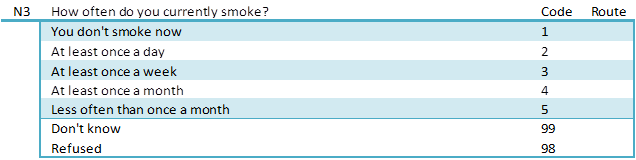 N3 How often do you currently smoke? Code Route
You don't smoke now 1
At least once a day 2
At least once a week 3
At least once a month 4
Less often than once a month 5
Don't know 99
Refused 98